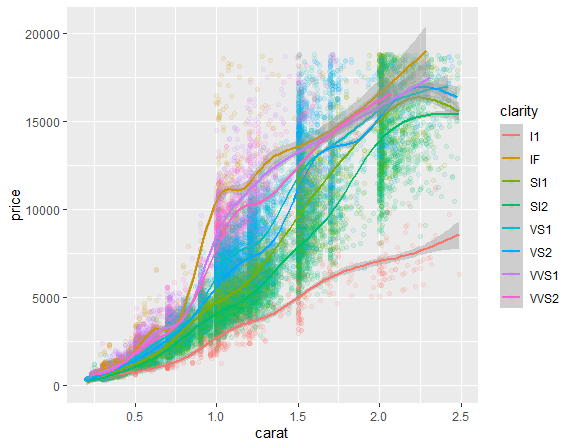 20000
15000
10000
5000
0
price
0.5
1.0
1.5
2.0
2.5
carat
clarity
I1
IF
SI1
SI2
VS1
VS2
VVS1
VVS2